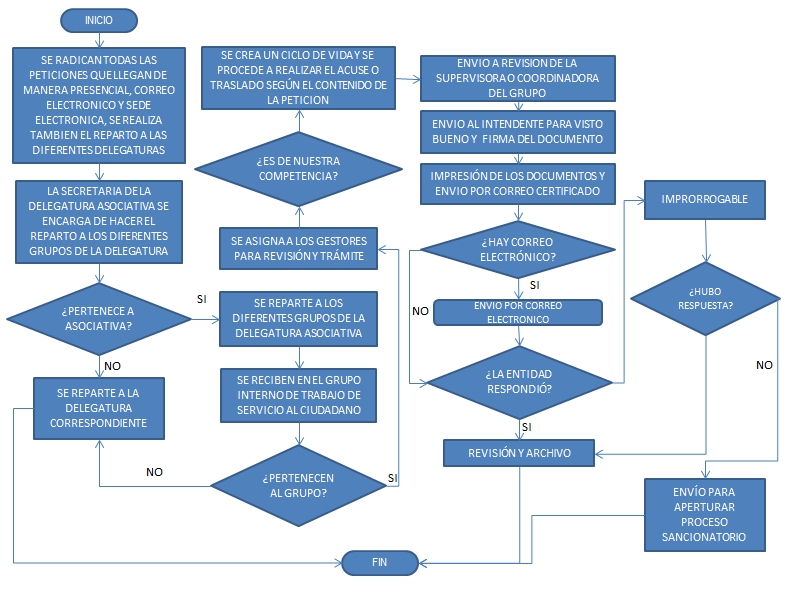 INICIO
SE RADICAN TODAS LAS
PETICIONES QUE LLEGAN DE
MANERA PRESENCIAL, CORREO
ELECTRONICO Y SEDE
ELECTRONICA, SE REALIZA
TAMBIEN EL REPARTO A LAS
DIFERENTES DELEGATURAS
LA SECRETARIA DE LA
DELEGATURA ASOCIATIVA SE
ENCARGA DE HACER EL
REPARTO A LOS DIFERENTES
GRUPOS DE LA DELEGATURA
¿PERTENECE A
ASOCIATIVA?
SI
NO
SE REPARTE A LA
DELEGATURA
CORRESPONDIENTE
SE REPARTE A LOS
DIFERENTES GRUPOS DE LA
DELEGATURA ASOCIATIVA
SE RECIBEN EN EL GRUPO
INTERNO DE TRABAJO DE
SERVICIO AL CIUDADANO
¿PERTENECEN
AL GRUPO?
NO
SI
SE ASIGNA A LOS GESTORES
PARA REVISIÓN Y TRÁMITE
¿ES DE NUESTRA
COMPETENCIA?
SE CREA UN CICLO DE VIDA Y SE
PROCEDE A REALIZAR EL ACUSE O
TRASLADO SEGÚN EL CONTENIDO DE
LA PETICION
ENVIO A REVISION DE LA
SUPERVISORA O COORDINADORA
DEL GRUPO
ENVIO AL INTENDENTE PARA VISTO
BUENO Y FIRMA DEL DOCUMENTO
IMPRESIÓN DE LOS DOCUMENTOS Y
ENVIO POR CORREO CERTIFICADO
¿HAY CORREO
ELECTRÓNICO?
SI
NO
ENVIO POR CORREO
ELECTRONICO
¿LA ENTIDAD
RESPONDIÓ?
SI
REVISIÓN Y ARCHIVO
IMPRORROGABLE
¿HUBO
RESPUESTA?
NO
ENVÍO PARA
APERTURAR
PROCESO
SANCIONATORIO
FIN